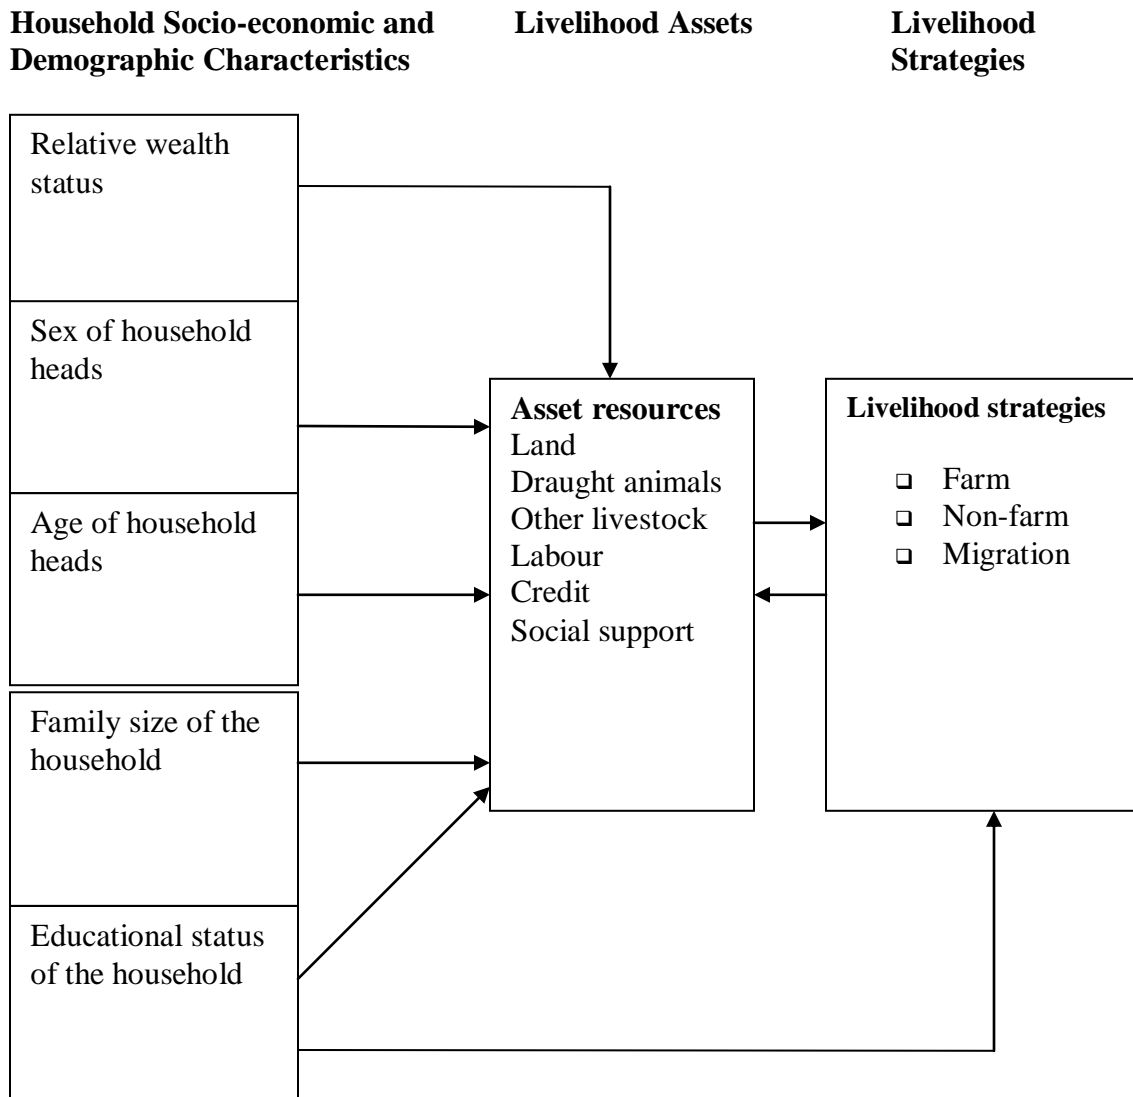 Household Socio-economic and
Demographic Characteristics
Livelihood Assets
Livelihood
Strategies
Relative wealth
status
Sex of household
heads
Age of household
heads
Family size of the
household
Educational status
of the household
Asset resources
Land
Draught animals
Other livestock
Labour
Credit
Social support
Livelihood strategies
❑ Farm
❑ Non-farm
❑ Migration